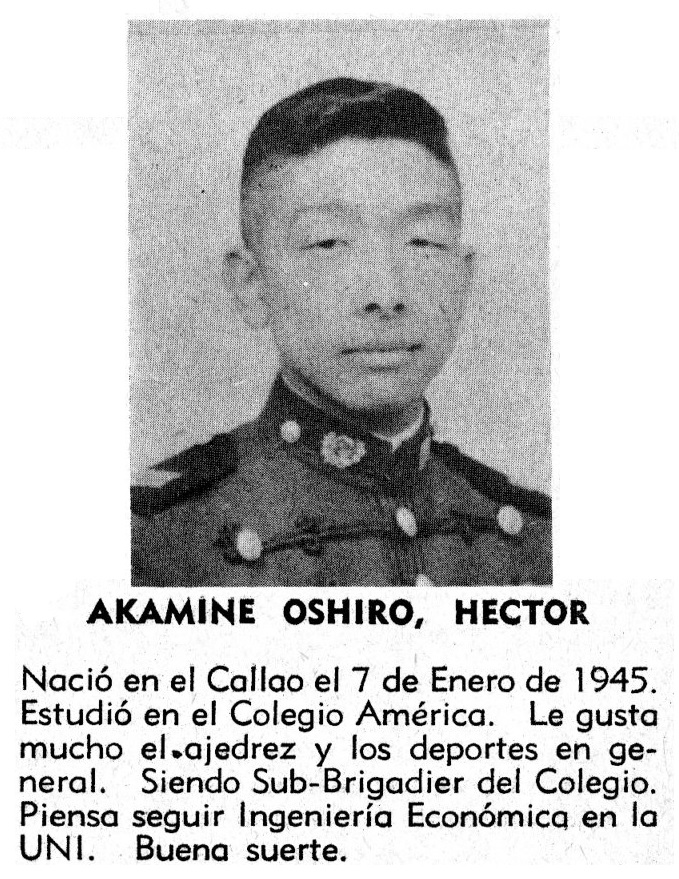 AKAMINE OSHIRO, HECTOR
Nació en el Callao el 7 de Enero de 1945.
Estudió en el Colegio América. Le gusta
mucho el ajedrez y los deportes en ge-
neral. Siendo Sub-Brigadier del Colegio.
Piensa seguir Ingeniería Económica en la
UNI. Buena suerte.